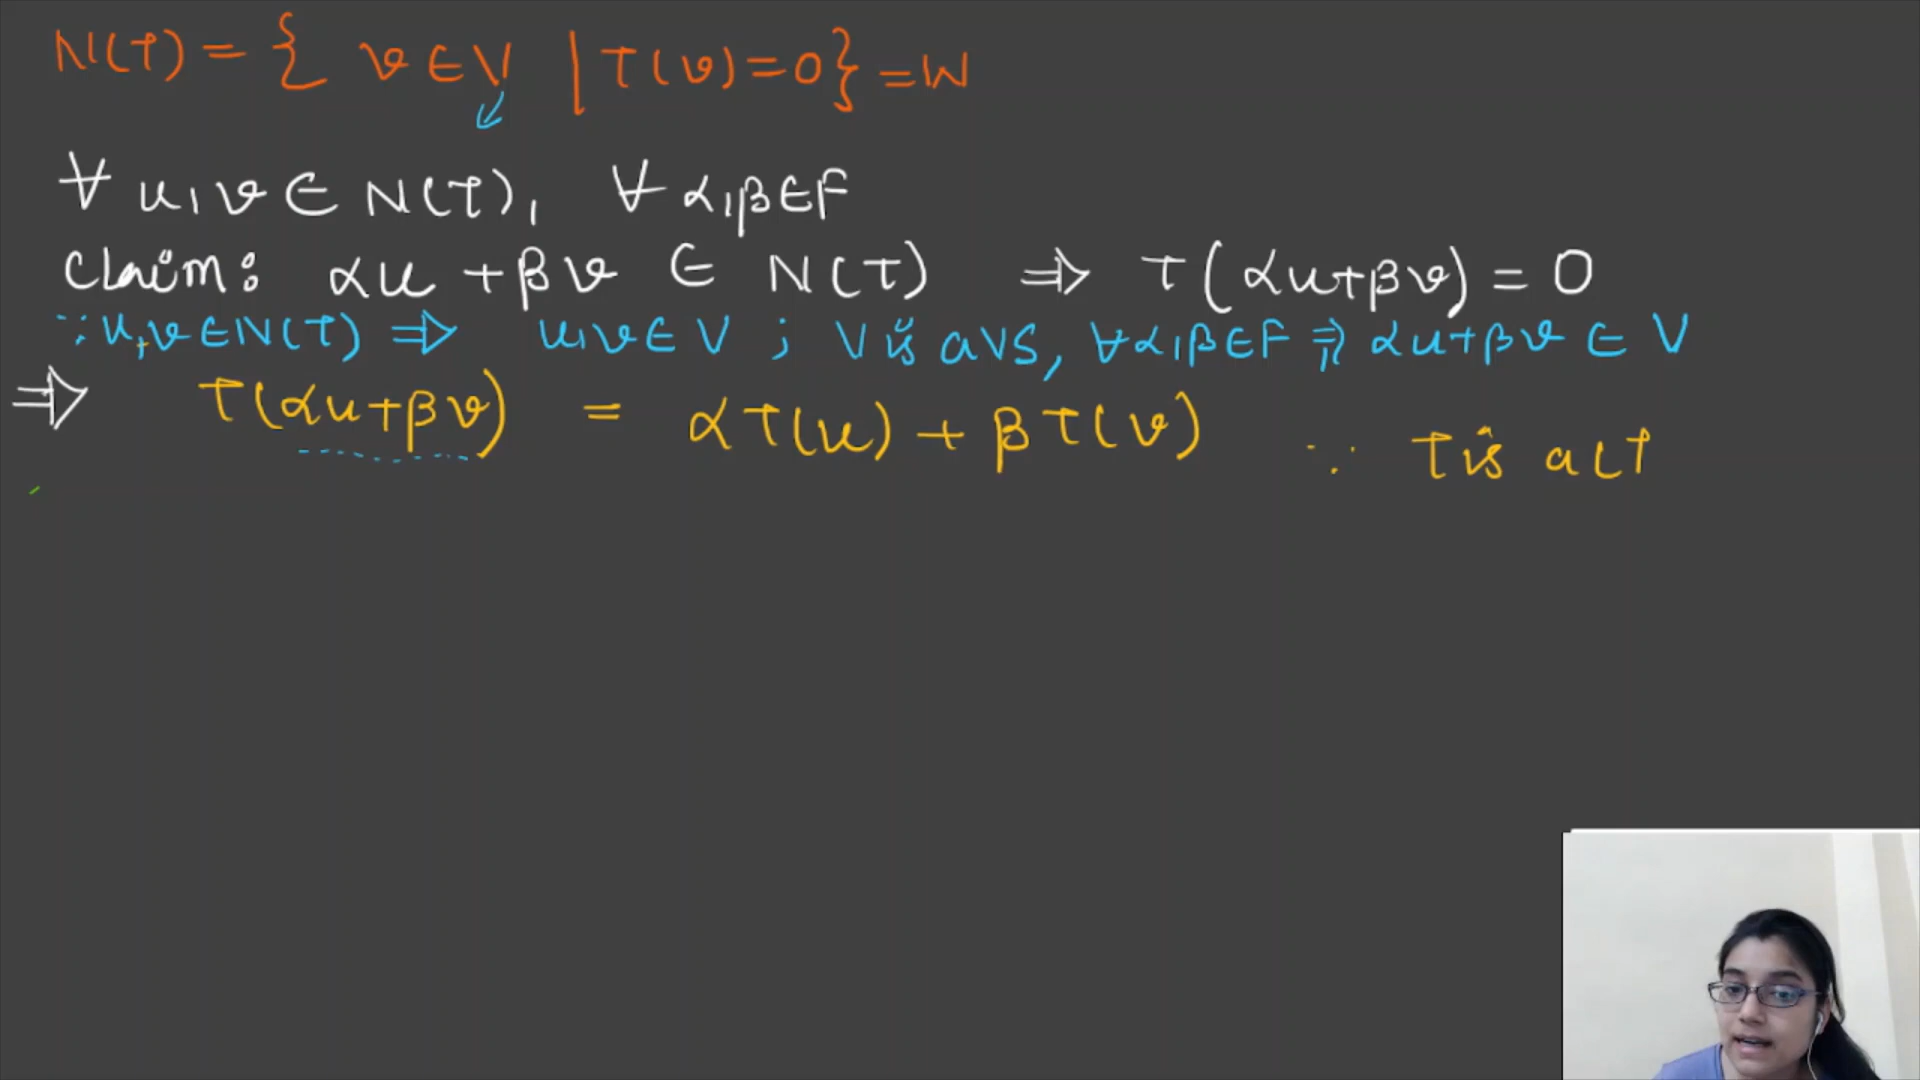 N(T) = { v ∈ V | T(v) = 0 } = W
∀ u, v ∈ N(T), ∀ α, β ∈ F
Claim: αu + βv ∈ N(T) ⇒ T(αu + βv) = 0
∵ u, v ∈ N(T) ⇒ u, v ∈ V ; V is a VS, ∀ α, β ∈ F ⇒ αu + βv ∈ V
⇒ T(αu + βv) = αT(u) + βT(v) ∵ T is a LT